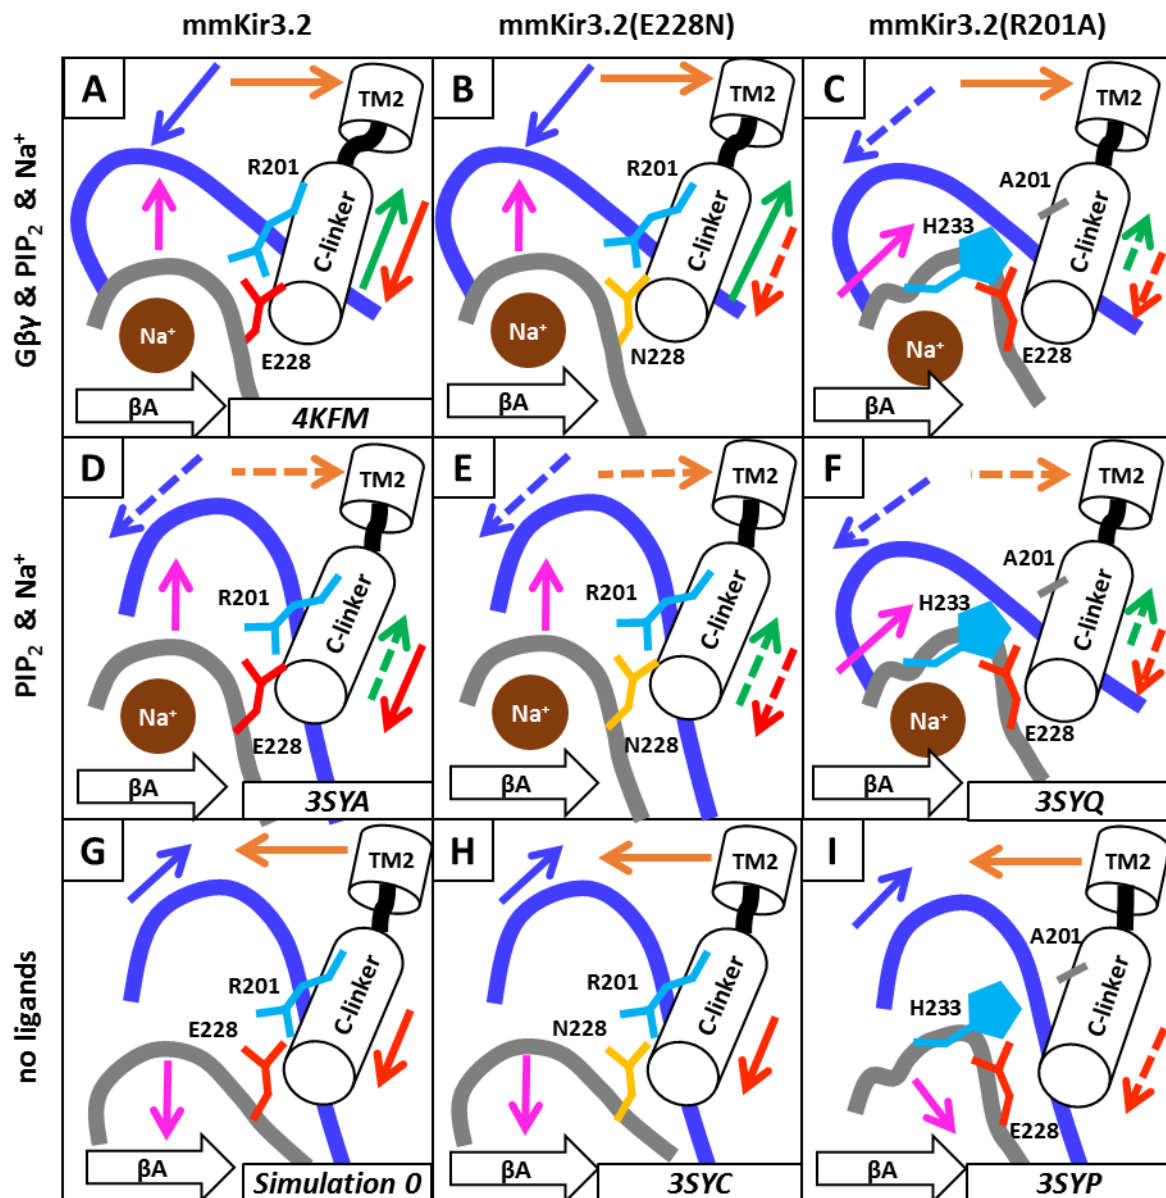 mmKir3.2
mmKir3.2(E228N)
mmKir3.2(R201A)
Gβγ & PIP₂ & Na⁺
A
TM2
R201
C-linker
Na⁺
E228
βA
4KFM
B
TM2
R201
C-linker
Na⁺
N228
βA
C
TM2
A201
H233
C-linker
Na⁺
E228
βA
PIP₂ & Na⁺
D
TM2
R201
C-linker
Na⁺
E228
βA
3SYA
E
TM2
R201
C-linker
Na⁺
N228
βA
F
TM2
A201
H233
C-linker
Na⁺
E228
βA
3SYQ
no ligands
G
TM2
R201
E228
C-linker
βA
Simulation 0
H
TM2
R201
N228
C-linker
βA
3SYC
I
TM2
A201
H233
C-linker
E228
βA
3SYP